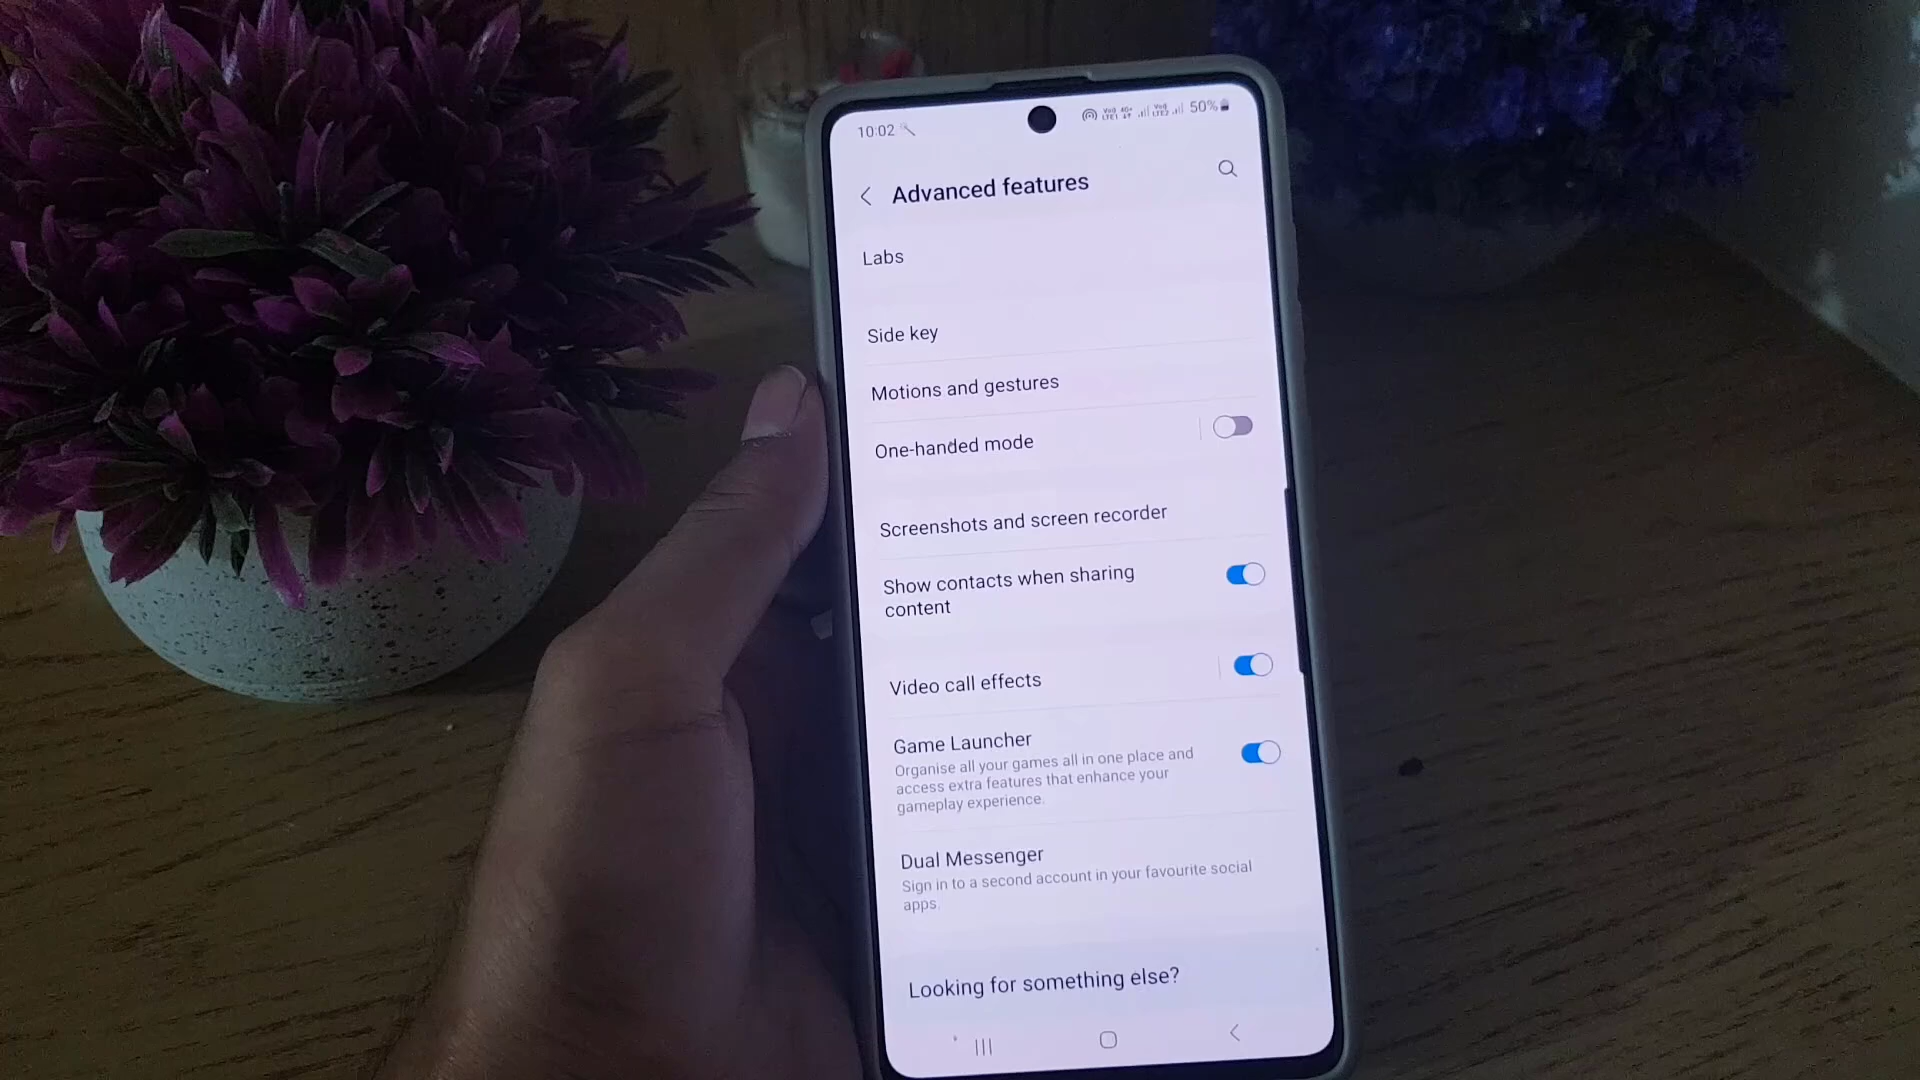 10:02
50%
Advanced features
Labs
Side key
Motions and gestures
One-handed mode
Screenshots and screen recorder
Show contacts when sharing
content
Video call effects
Game Launcher
Organise all your games all in one place and
access extra features that enhance your
gameplay experience.
Dual Messenger
Sign in to a second account in your favourite social
apps.
Looking for something else?